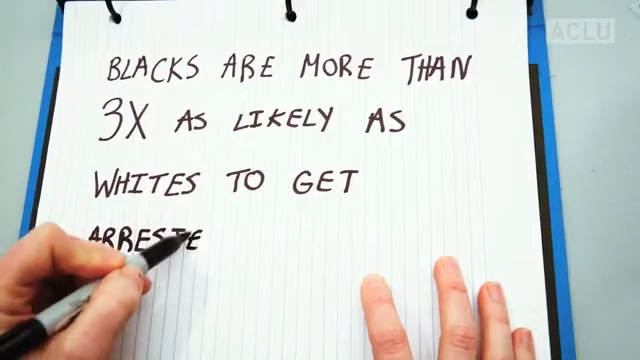 ACLU
BLACKS ARE MORE THAN
3X AS LIKELY AS
WHITES TO GET
ARRESTE